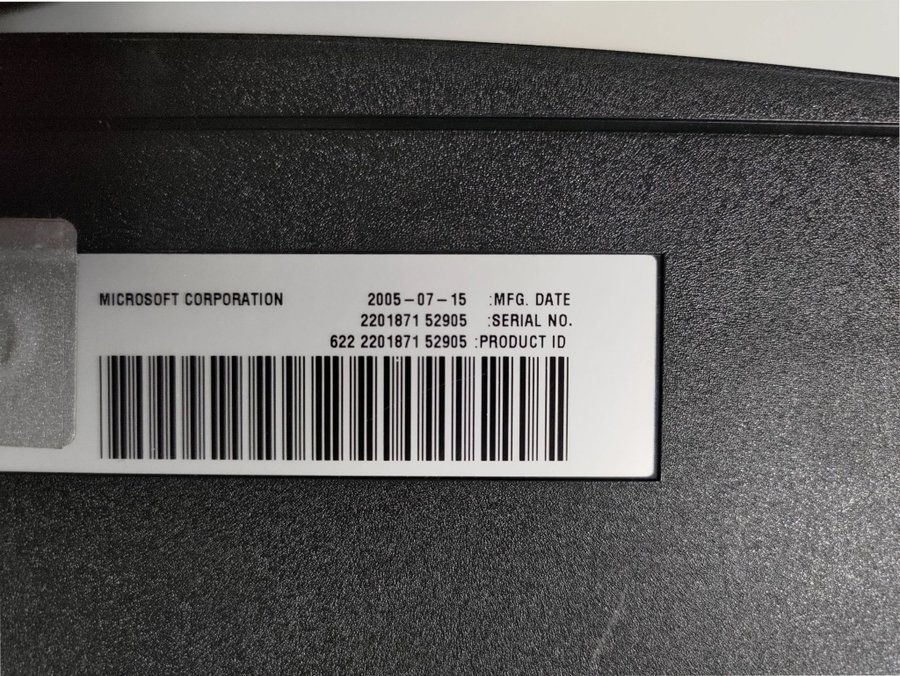 MICROSOFT CORPORATION 2005-07-15 :MFG. DATE
2201871 52905 :SERIAL NO.
622 2201871 52905 :PRODUCT ID